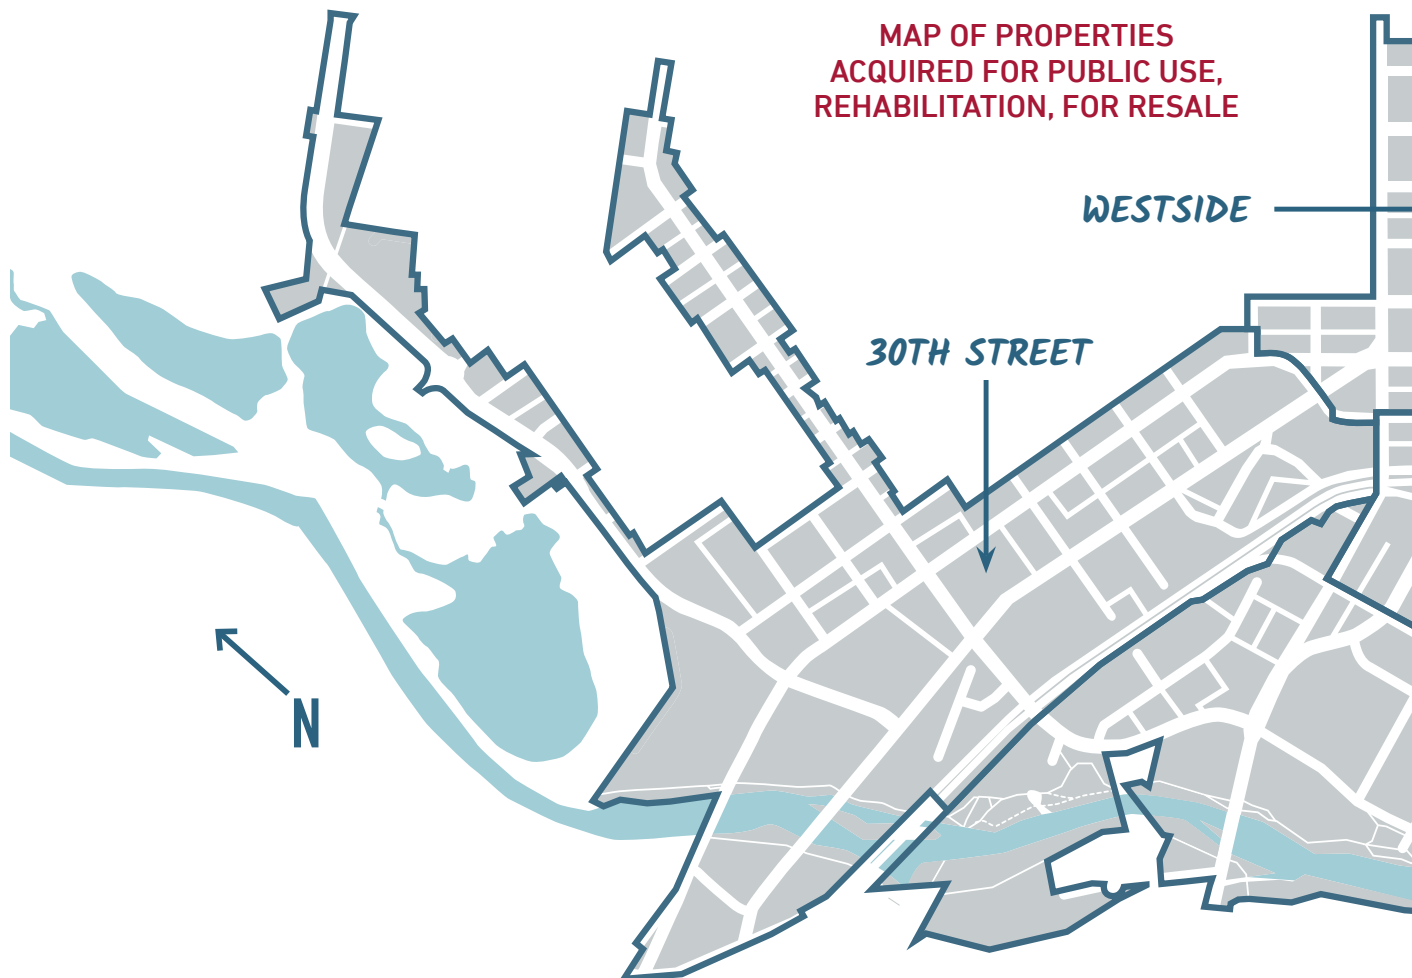 MAP OF PROPERTIES
ACQUIRED FOR PUBLIC USE,
REHABILITATION, FOR RESALE
WESTSIDE
30TH STREET
N